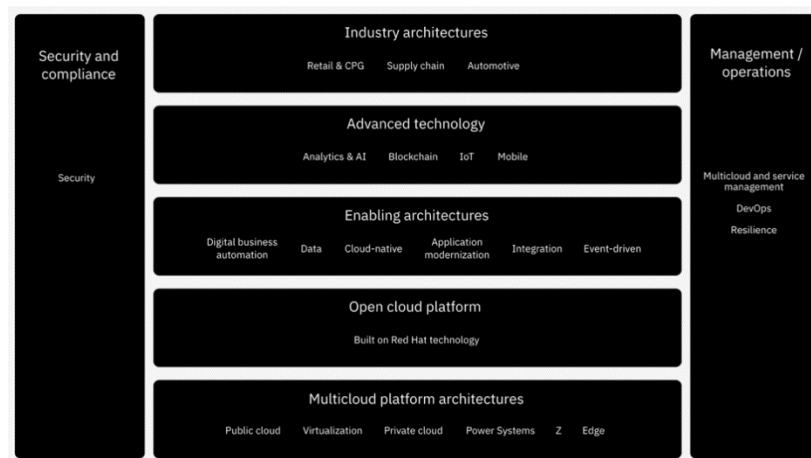 Security and
compliance
Security
Industry architectures
Retail & CPG Supply chain Automotive
Advanced technology
Analytics & AI Blockchain IoT Mobile
Enabling architectures
Digital business
automation
Data
Cloud-native
Application
modernization
Integration
Event-driven
Open cloud platform
Built on Red Hat technology
Multicloud platform architectures
Public cloud Virtualization Private cloud Power Systems Z Edge
Management /
operations
Multicloud and service
management
DevOps
Resilience